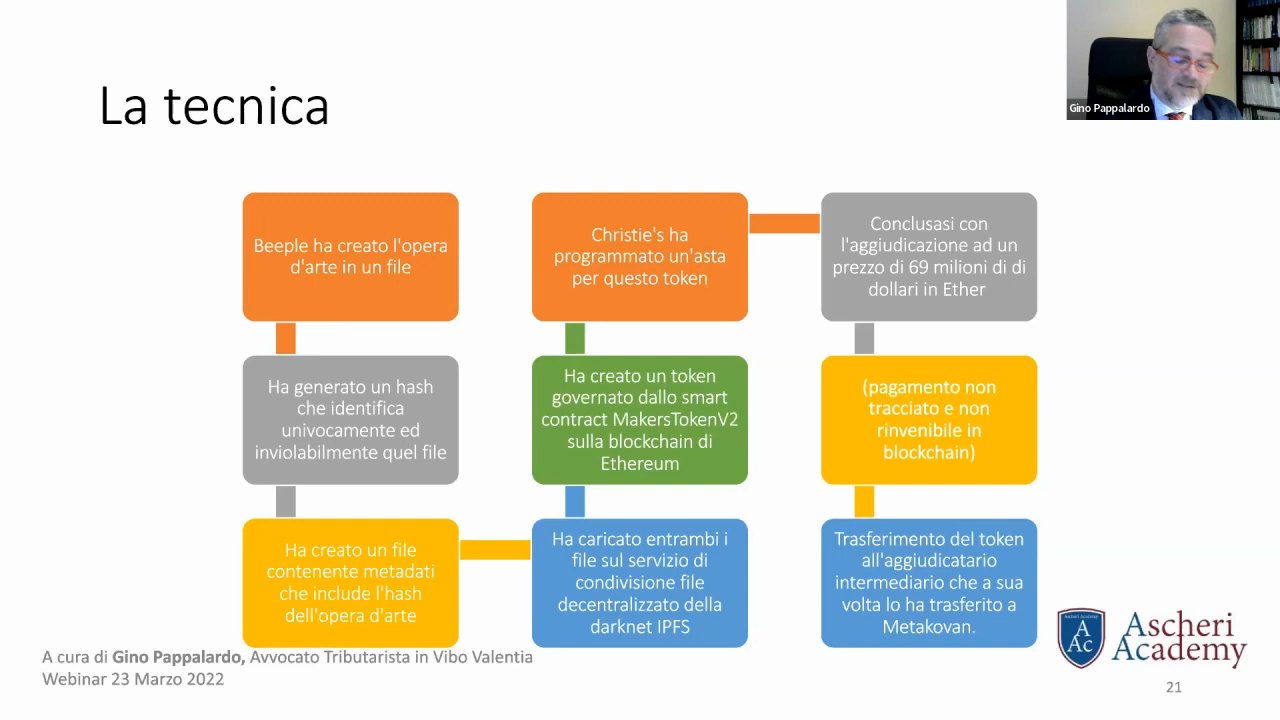 La tecnica
Gino Pappalardo
Beeple ha creato l'opera
d'arte in un file
Ha generato un hash
che identifica
univocamente ed
inviolabilmente quel file
Ha creato un file
contenente metadati
che include l'hash
dell'opera d'arte
Ha caricato entrambi i
file sul servizio di
condivisione file
decentralizzato della
darknet IPFS
Ha creato un token
governato dallo smart
contract MakersTokenV2
sulla blockchain di
Ethereum
Christie's ha
programmato un'asta
per questo token
Conclusasi con
l'aggiudicazione ad un
prezzo di 69 milioni di di
dollari in Ether
(pagamento non
tracciato e non
rinvenibile in
blockchain)
Trasferimento del token
all'aggiudicatario
intermediario che a sua
volta lo ha trasferito a
Metakovan.
A cura di Gino Pappalardo, Avvocato Tributarista in Vibo Valentia
Webinar 23 Marzo 2022
A
Ac
Ascheri
Academy
21